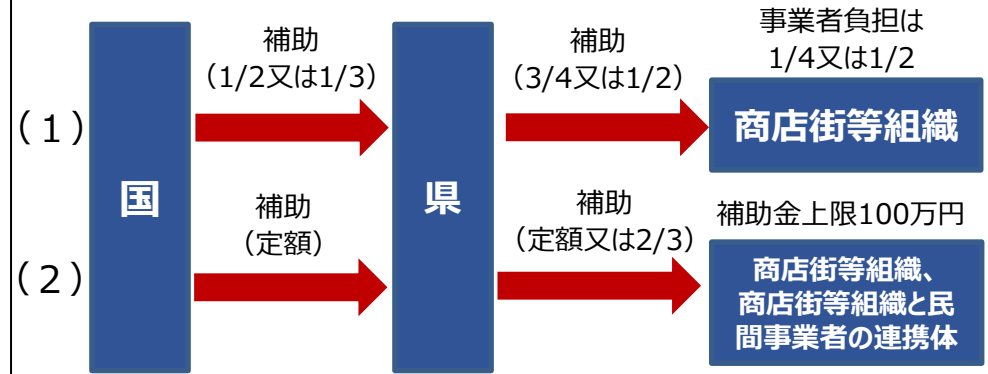 事業者負担は
1/4又は1/2
補助
(1/2又は1/3)
補助
(3/4又は1/2)
(1)
商店街等組織
国
県
補助
(定額)
補助
(定額又は2/3)
補助金上限100万円
(2)
商店街等組織、
商店街等組織と民
間事業者の連携体